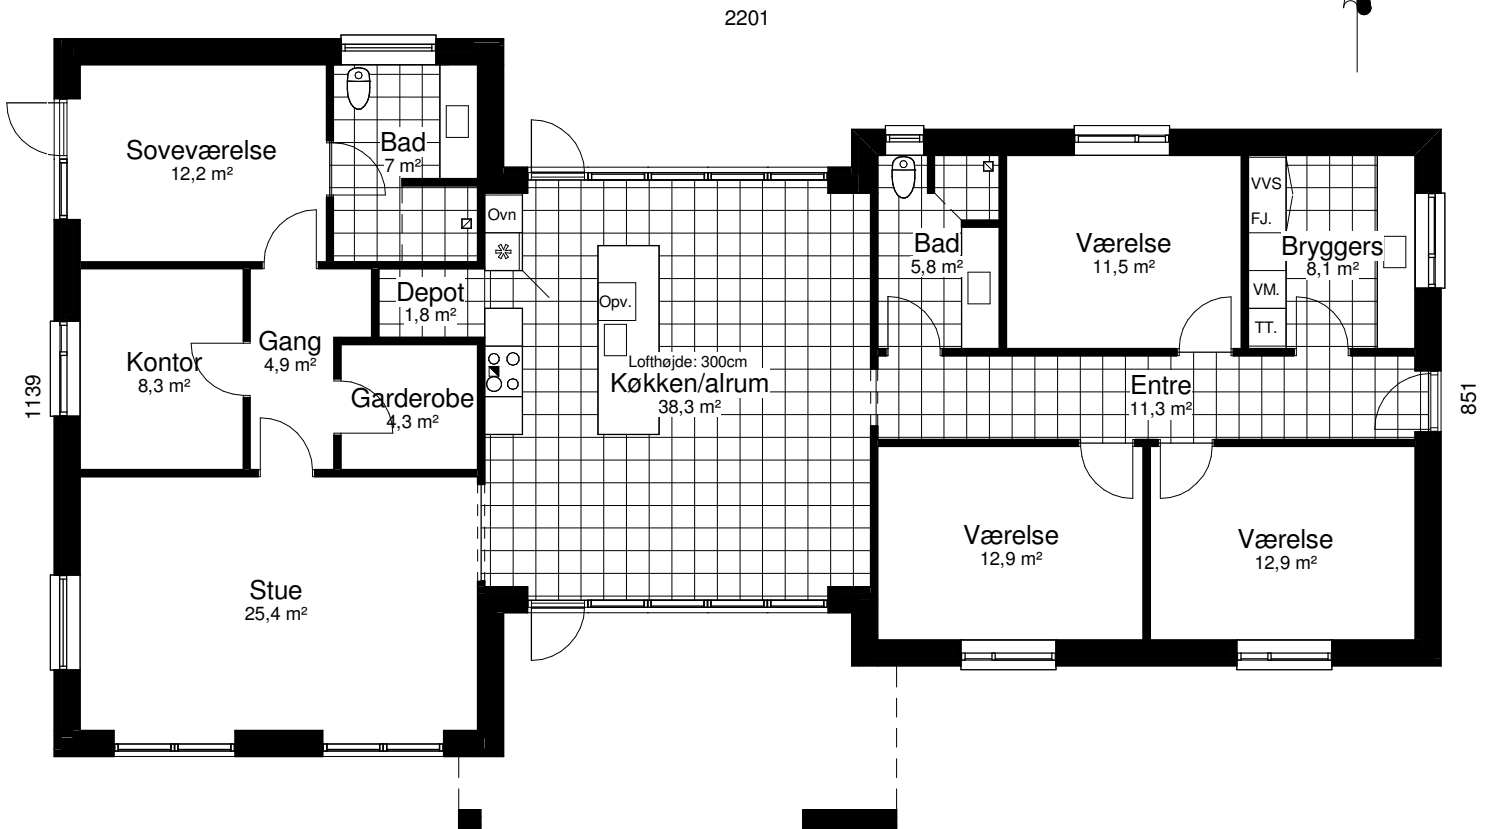 2201
Soveværelse
12,2 m²
Bad
7 m²
Ovn
Opv.
Depot
1,8 m²
Gang
4,9 m²
Kontor
8,3 m²
Garderobe
4,3 m²
1139
Lofthøjde: 300cm
Køkken/alrum
38,3 m²
Bad
5,8 m²
Værelse
11,5 m²
VVS
FJ.
Bryggers
8,1 m²
VM.
TT.
Entre
11,3 m²
851
Værelse
12,9 m²
Værelse
12,9 m²
Stue
25,4 m²